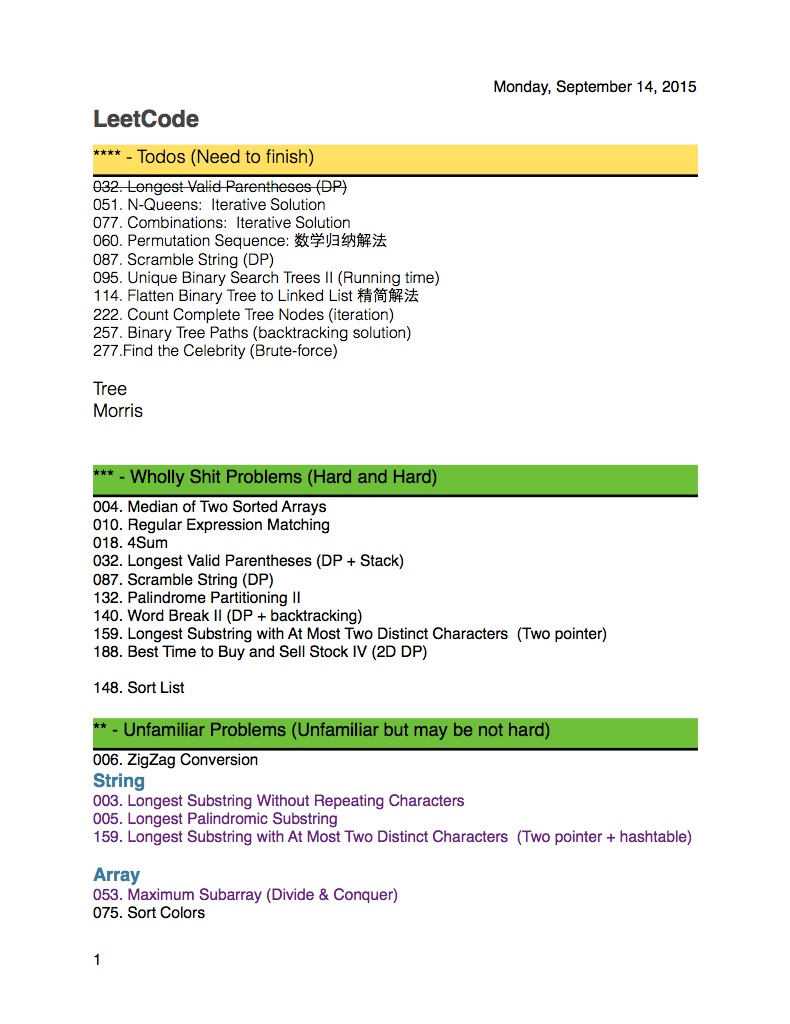 Monday, September 14, 2015
LeetCode
**** - Todos (Need to finish)
032. Longest Valid Parentheses (DP)
051. N-Queens:  Iterative Solution
077. Combinations:  Iterative Solution
060. Permutation Sequence: 数学归纳解法
087. Scramble String (DP)
095. Unique Binary Search Trees II (Running time)
114. Flatten Binary Tree to Linked List 精简解法
222. Count Complete Tree Nodes (iteration)
257. Binary Tree Paths (backtracking solution)
277.Find the Celebrity (Brute-force)
Tree
Morris
*** - Wholly Shit Problems (Hard and Hard)
004. Median of Two Sorted Arrays
010. Regular Expression Matching
018. 4Sum
032. Longest Valid Parentheses (DP + Stack)
087. Scramble String (DP)
132. Palindrome Partitioning II
140. Word Break II (DP + backtracking)
159. Longest Substring with At Most Two Distinct Characters  (Two pointer)
188. Best Time to Buy and Sell Stock IV (2D DP)
148. Sort List
** - Unfamiliar Problems (Unfamiliar but may be not hard)
006. ZigZag Conversion
String
003. Longest Substring Without Repeating Characters
005. Longest Palindromic Substring
159. Longest Substring with At Most Two Distinct Characters  (Two pointer + hashtable)
Array
053. Maximum Subarray (Divide & Conquer)
075. Sort Colors
1